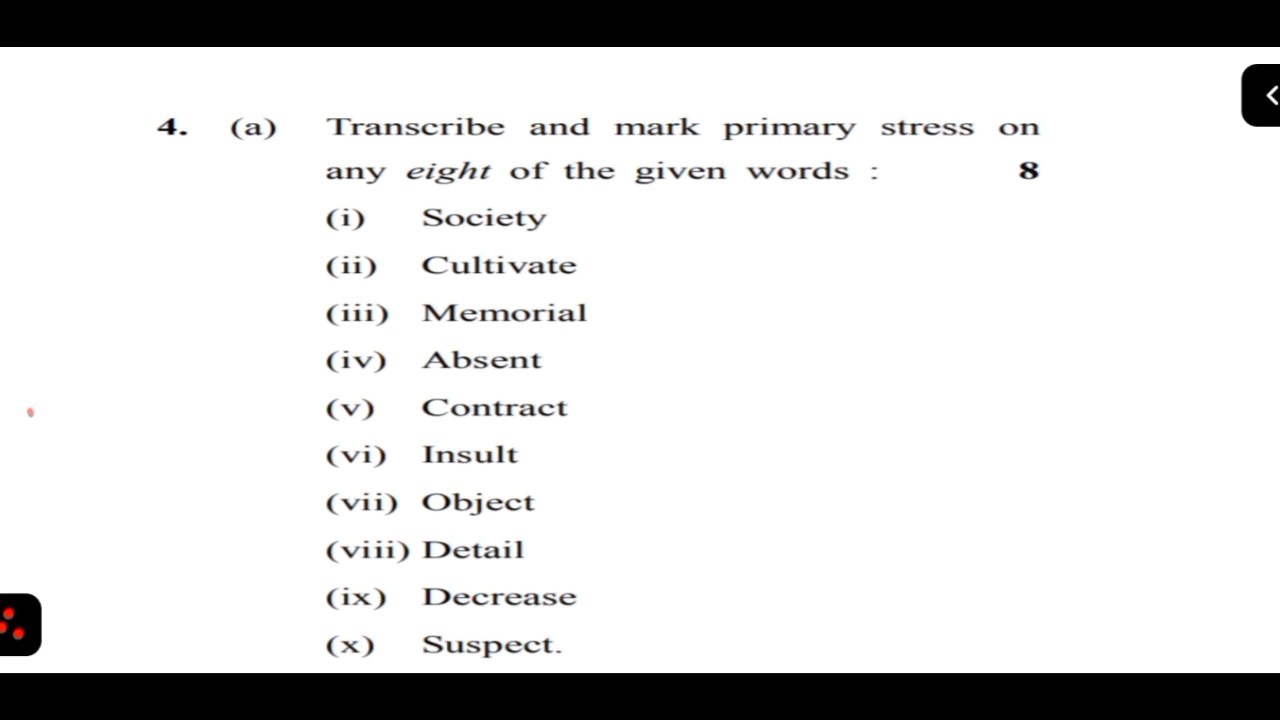 4. (a) Transcribe and mark primary stress on
any eight of the given words : 8
(i) Society
(ii) Cultivate
(iii) Memorial
(iv) Absent
(v) Contract
(vi) Insult
(vii) Object
(viii) Detail
(ix) Decrease
(x) Suspect.